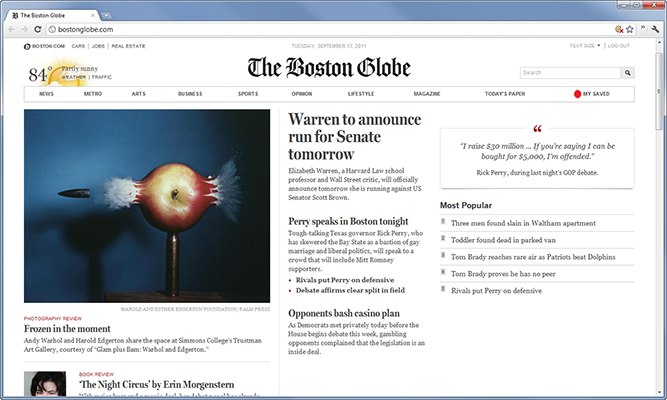 The Boston Globe
bostonglobe.com
BOSTON.COM CARS JOBS REAL ESTATE
TUESDAY, SEPTEMBER 13, 2011
TEXT SIZE LOG OUT
84° Partly sunny
WEATHER | TRAFFIC
The Boston Globe
Search
NEWS METRO ARTS BUSINESS SPORTS OPINION LIFESTYLE MAGAZINE TODAY'S PAPER MY SAVED
HAROLD AND ESTHER EDGERTON FOUNDATION/PALM PRESS
PHOTOGRAPHY REVIEW
Frozen in the moment
Andy Warhol and Harold Edgerton share the space at Simmons College's Trustman
Art Gallery, courtesy of "Glam plus Bam: Warhol and Edgerton."
BOOK REVIEW
'The Night Circus' by Erin Morgenstern
Warren to announce
run for Senate
tomorrow
Elizabeth Warren, a Harvard Law school
professor and Wall Street critic, will officially
announce tomorrow she is running against US
Senator Scott Brown.
Perry speaks in Boston tonight
Tough-talking Texas governor Rick Perry, who
has skewered the Bay State as a bastion of gay
marriage and liberal politics, will speak to a
crowd that will include Mitt Romney
supporters.
• Rivals put Perry on defensive
• Debate affirms clear split in field
Opponents bash casino plan
As Democrats met privately today before the
House begins debate this week, gambling
opponents complained that the legislation is an
inside deal.
"I raise $30 million ... If you're saying I can be
bought for $5,000, I'm offended."
Rick Perry, during last night's GOP debate.
Most Popular
1 Three men found slain in Waltham apartment
2 Toddler found dead in parked van
3 Tom Brady reaches rare air as Patriots beat Dolphins
4 Tom Brady proves he has no peer
5 Rivals put Perry on defensive